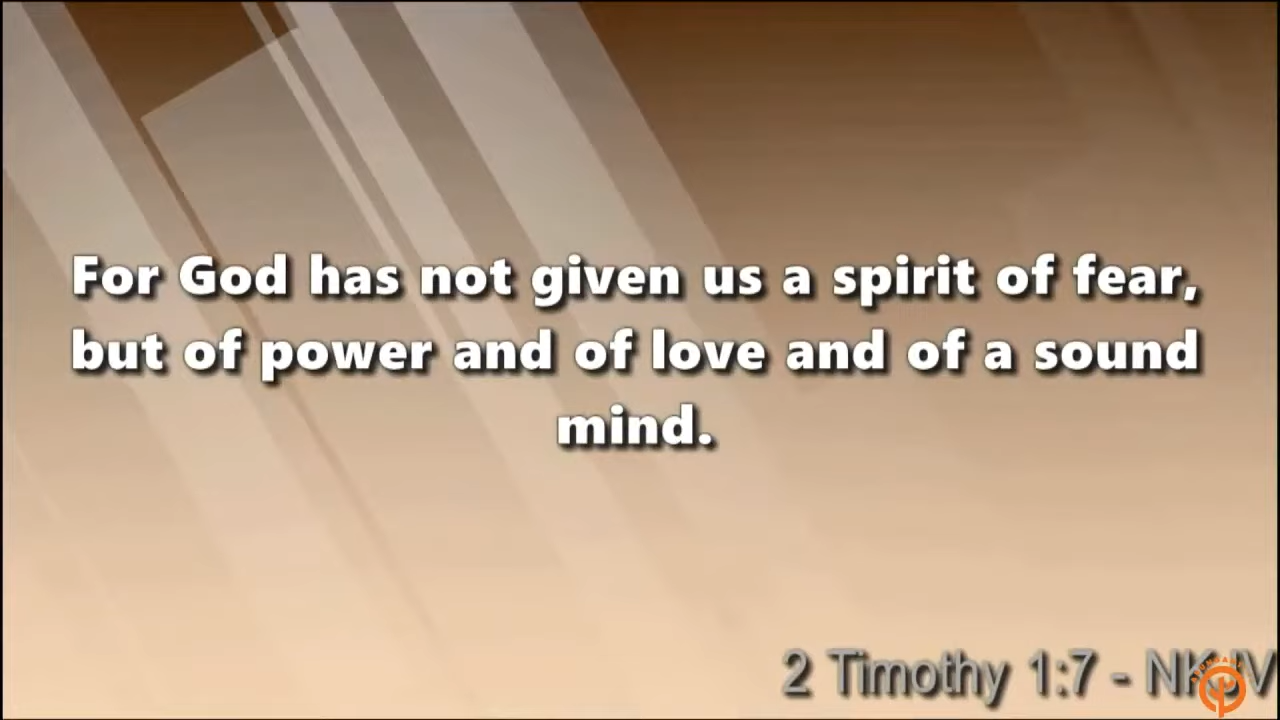 For God has not given us a spirit of fear,
but of power and of love and of a sound
mind.
2 Timothy 1:7 - NKJV